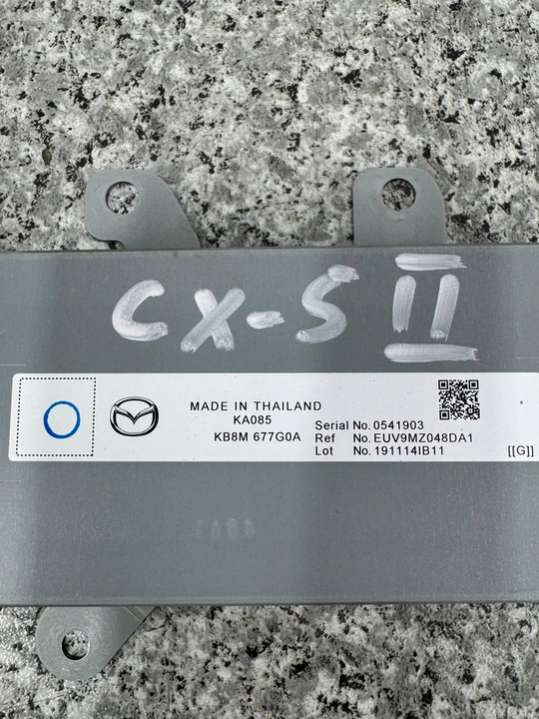 CX-5 II
MADE IN THAILAND
KA085
KB8M 677G0A
Serial No. 0541903
Ref No. EUV9MZ048DA1
Lot No. 191114IB11
[[G]]